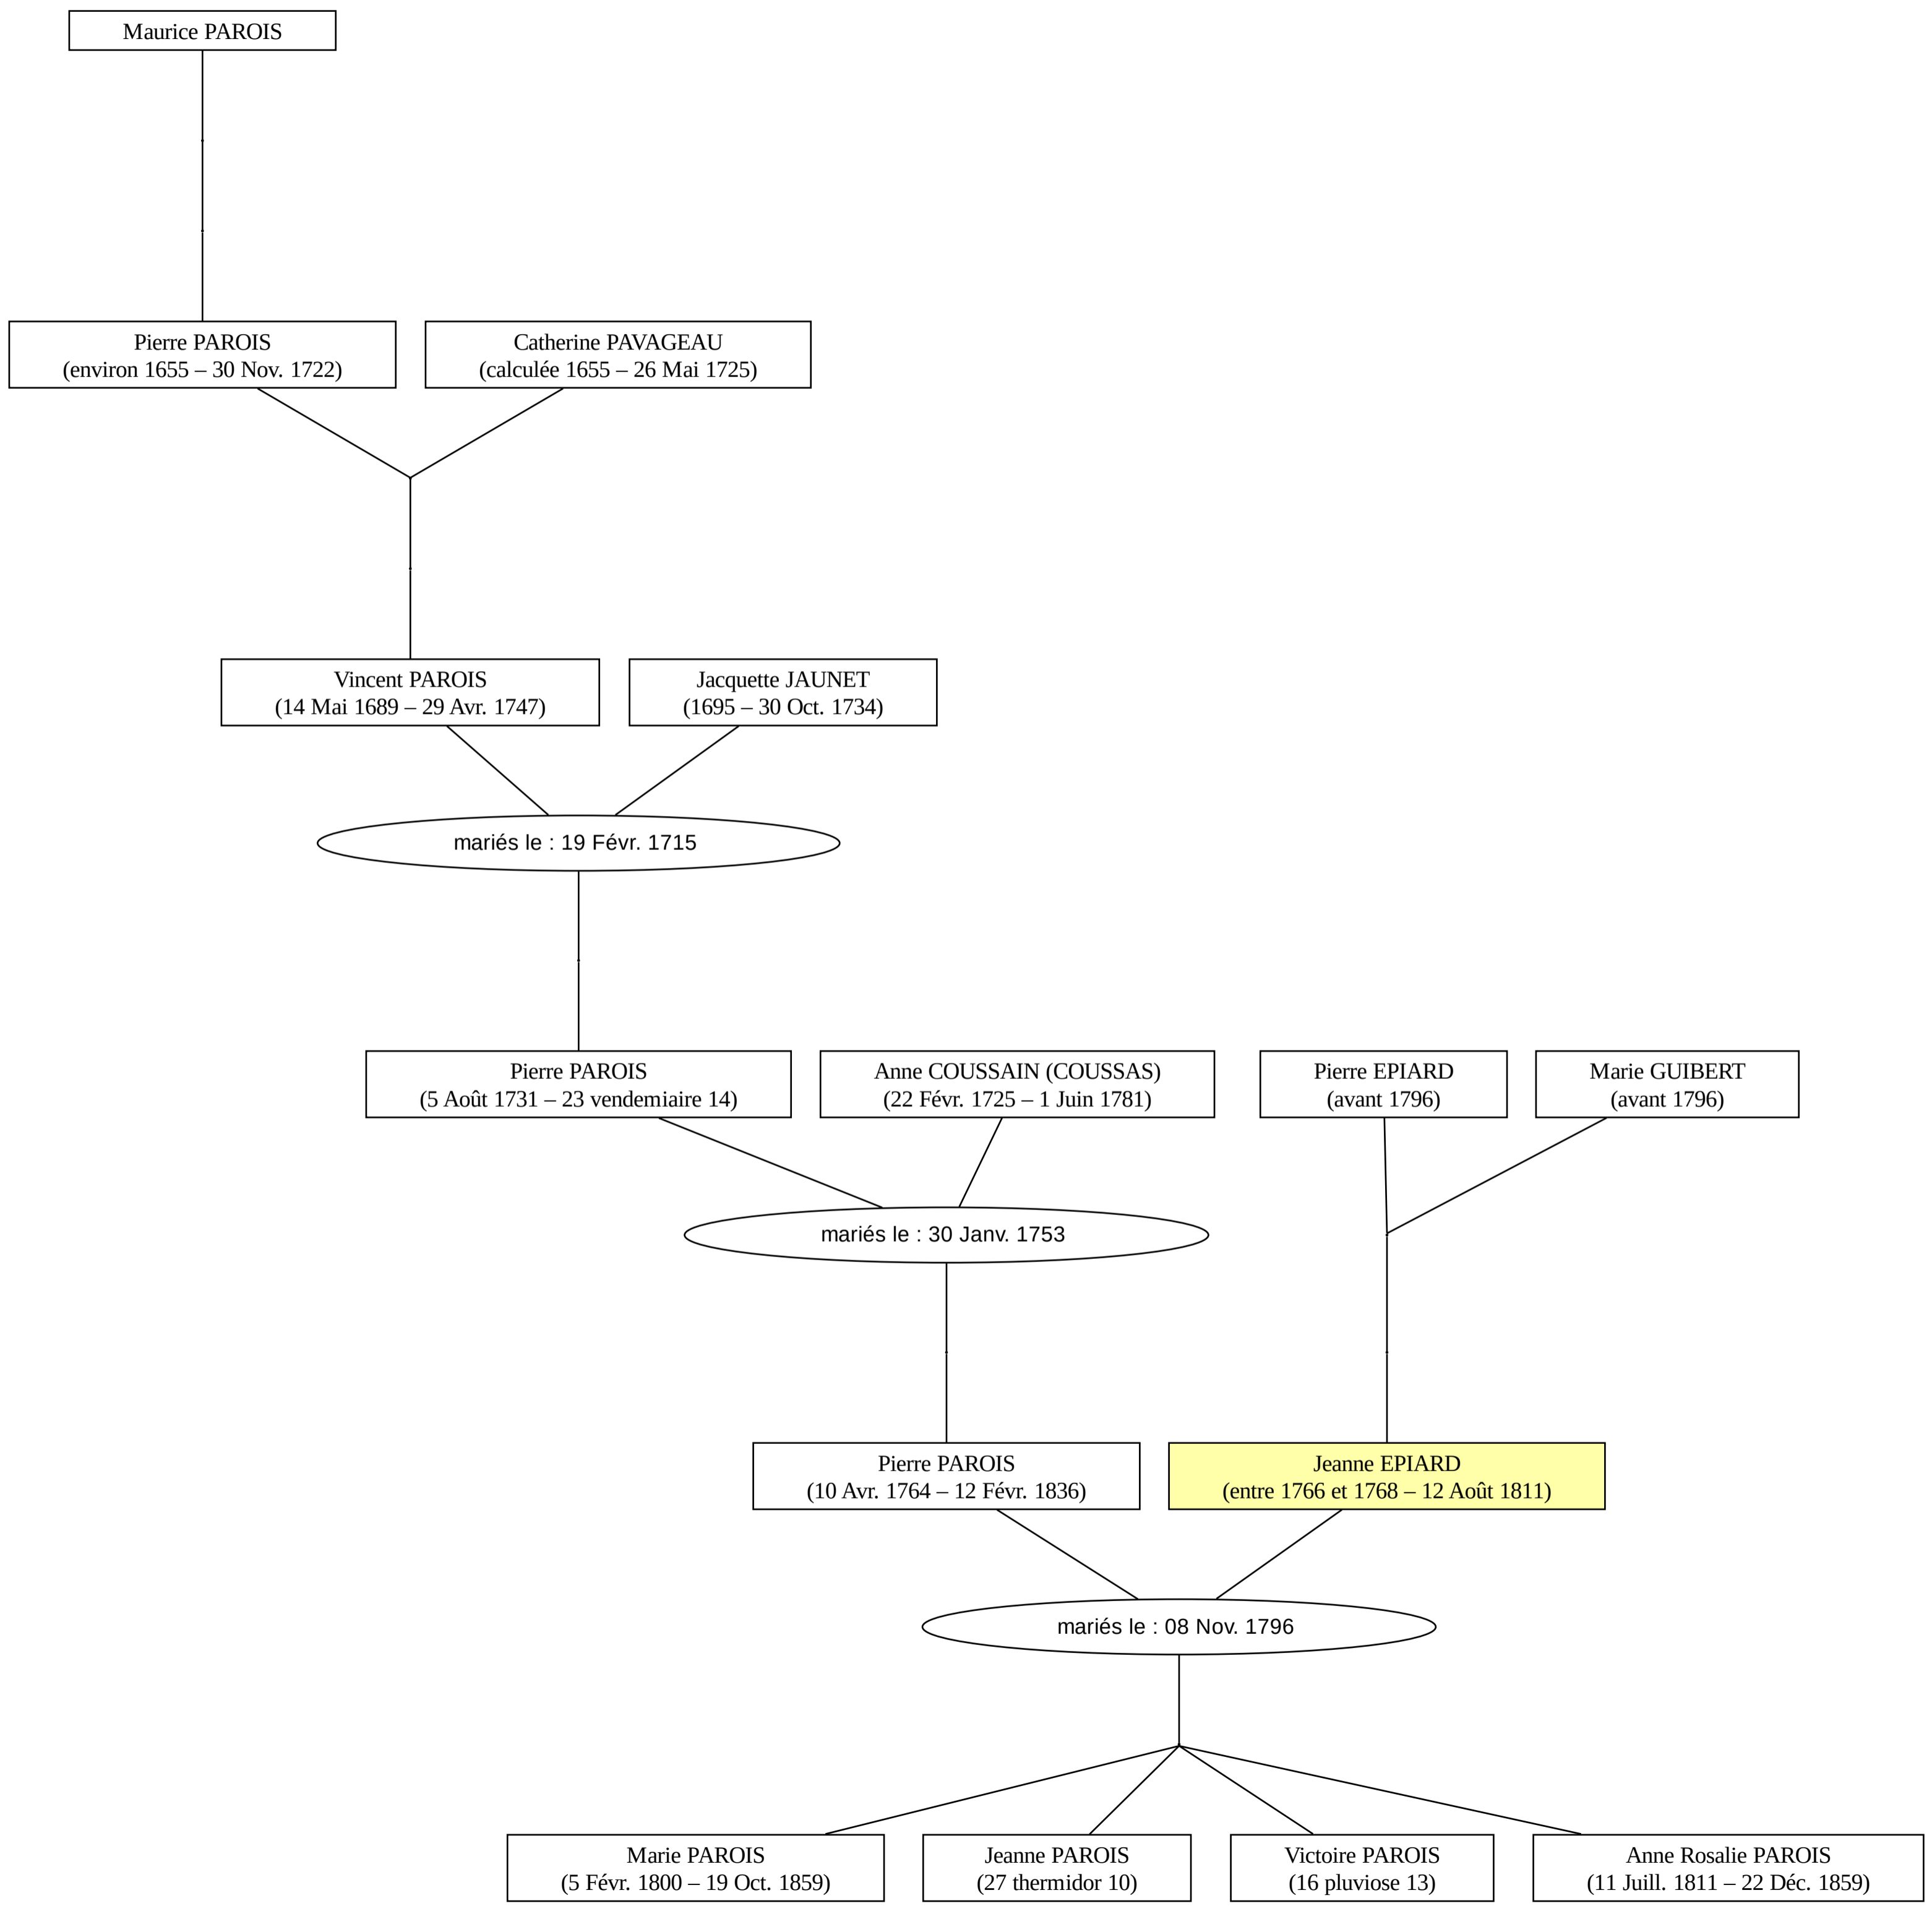 Maurice PAROIS
Pierre PAROIS
(environ 1655 – 30 Nov. 1722)
Catherine PAVAGEAU
(calculée 1655 – 26 Mai 1725)
Vincent PAROIS
(14 Mai 1689 – 29 Avr. 1747)
Jacquette JAUNET
(1695 – 30 Oct. 1734)
mariés le : 19 Févr. 1715
Pierre PAROIS
(5 Août 1731 – 23 vendemiaire 14)
Anne COUSSAIN (COUSSAS)
(22 Févr. 1725 – 1 Juin 1781)
Pierre EPIARD
(avant 1796)
Marie GUIBERT
(avant 1796)
mariés le : 30 Janv. 1753
Pierre PAROIS
(10 Avr. 1764 – 12 Févr. 1836)
Jeanne EPIARD
(entre 1766 et 1768 – 12 Août 1811)
mariés le : 08 Nov. 1796
Marie PAROIS
(5 Févr. 1800 – 19 Oct. 1859)
Jeanne PAROIS
(27 thermidor 10)
Victoire PAROIS
(16 pluviose 13)
Anne Rosalie PAROIS
(11 Juill. 1811 – 22 Déc. 1859)